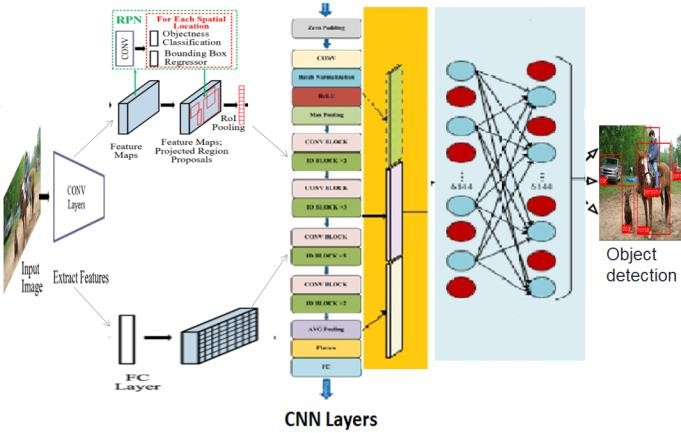 RPN
For Each Spatial
Location
CONV
Objectness
Classification
Bounding Box
Regressor
Feature
Maps
Feature Maps;
Projected Region
Proposals
RoI
Pooling
CONV
Layers
Input
Image
Extract Features
FC
Layer
Zero Padding
CONV
Batch Normalization
ReLU
Max Pooling
CONV BLOCK
ID BLOCK ×2
CONV BLOCK
ID BLOCK ×3
CONV BLOCK
ID BLOCK ×5
CONV BLOCK
ID BLOCK ×2
AVG Pooling
Flatten
FC
CNN Layers
6144
6144
person
Object
detection